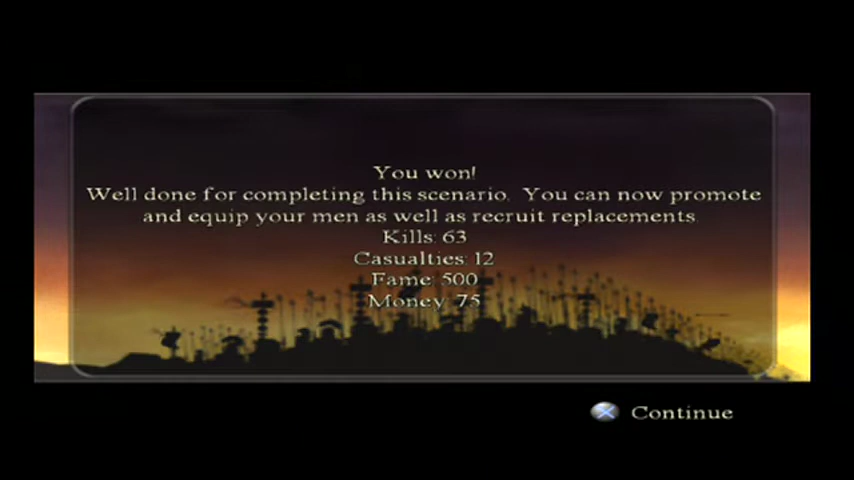 You won!
Well done for completing this scenario. You can now promote
and equip your men as well as recruit replacements.
Kills: 63
Casualties: 12
Fame: 500
Money: 75
Continue